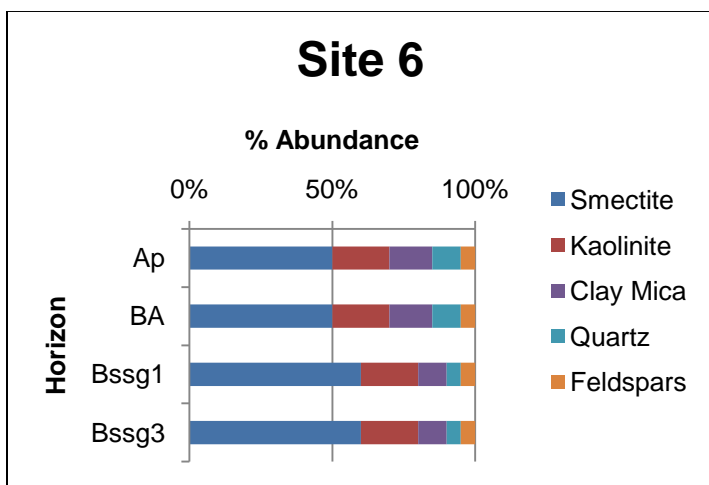 Site 6
% Abundance
0% 50% 100%
Smectite
Kaolinite
Clay Mica
Quartz
Feldspars
Horizon
Ap
BA
Bssg1
Bssg3